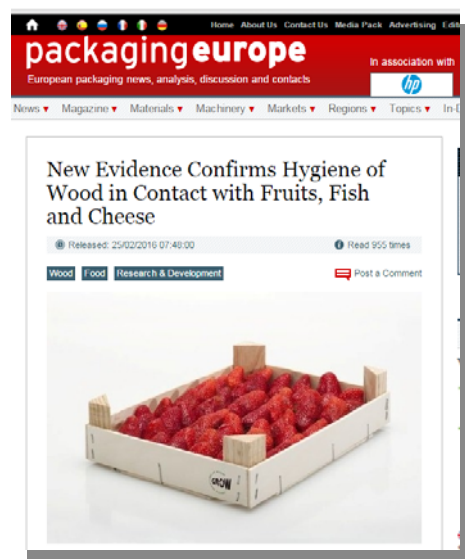 Home About Us Contact Us Media Pack Advertising
packagingeurope
In association with
European packaging news, analysis, discussion and contacts
hp
News Magazine Materials Machinery Markets Regions Topics
New Evidence Confirms Hygiene of
Wood in Contact with Fruits, Fish
and Cheese
Released: 25/02/2016 07:48:00 Read 955 times
Wood Food Research & Development Post a Comment
GROW